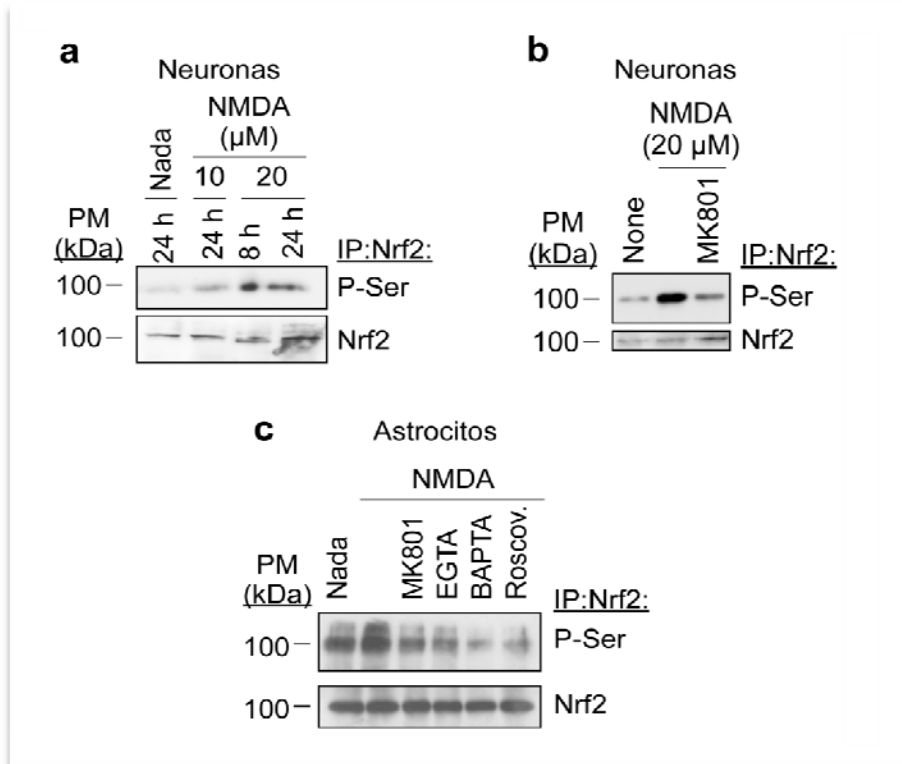 a
Neuronas
NMDA
(µM)
Nada
10 20
24 h 24 h 8 h 24 h
PM
(kDa)
IP:Nrf2:
100 P-Ser
100 Nrf2
b
Neuronas
NMDA
(20 µM)
None MK801
PM
(kDa)
IP:Nrf2:
100 P-Ser
100 Nrf2
c
Astrocitos
NMDA
Nada MK801 EGTA BAPTA Roscov.
PM
(kDa)
IP:Nrf2:
100 P-Ser
100 Nrf2